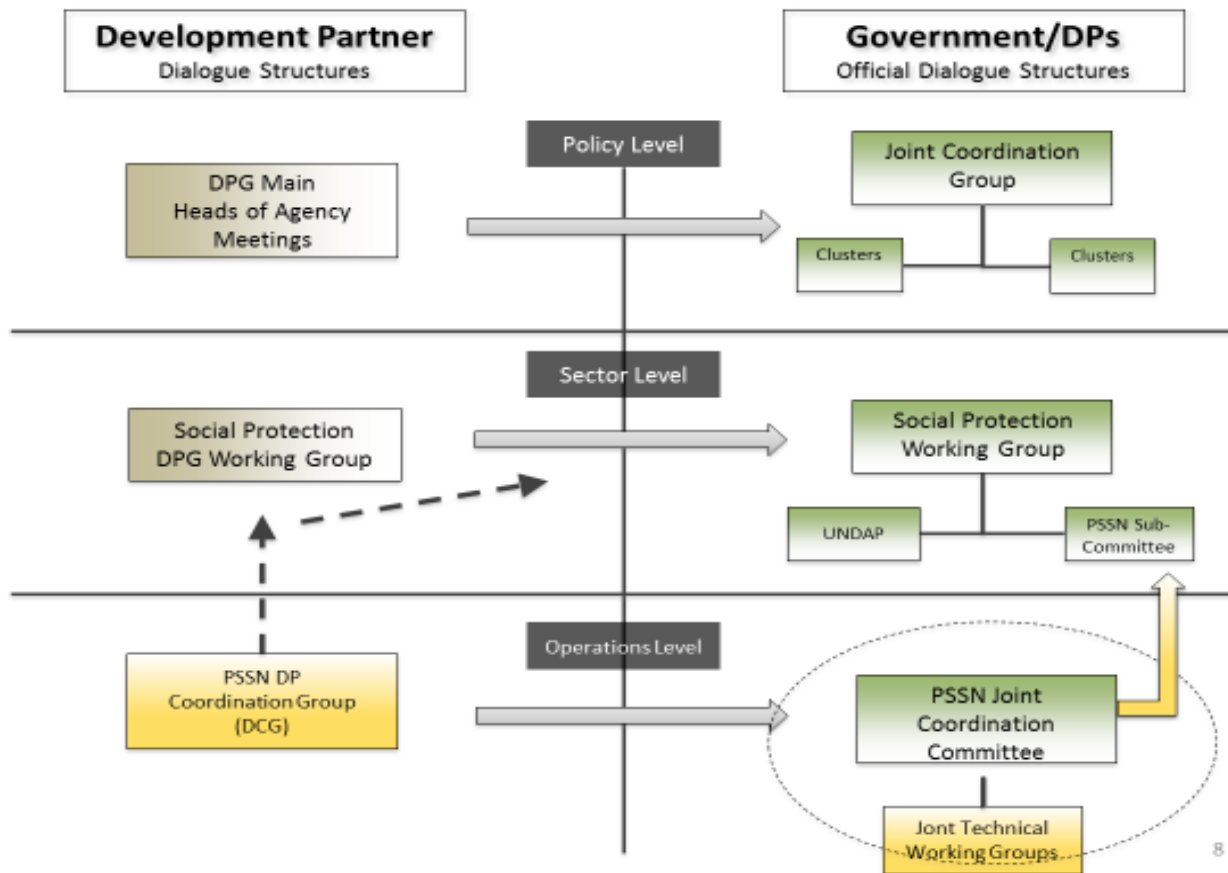 Development Partner
Dialogue Structures
Government/DPs
Official Dialogue Structures
Policy Level
DPG Main
Heads of Agency
Meetings
Joint Coordination
Group
Clusters
Clusters
Sector Level
Social Protection
DPG Working Group
Social Protection
Working Group
UNDAP
PSSN Sub-
Committee
Operations Level
PSSN DP
Coordination Group
(DCG)
PSSN Joint
Coordination
Committee
Jont Technical
Working Groups
8